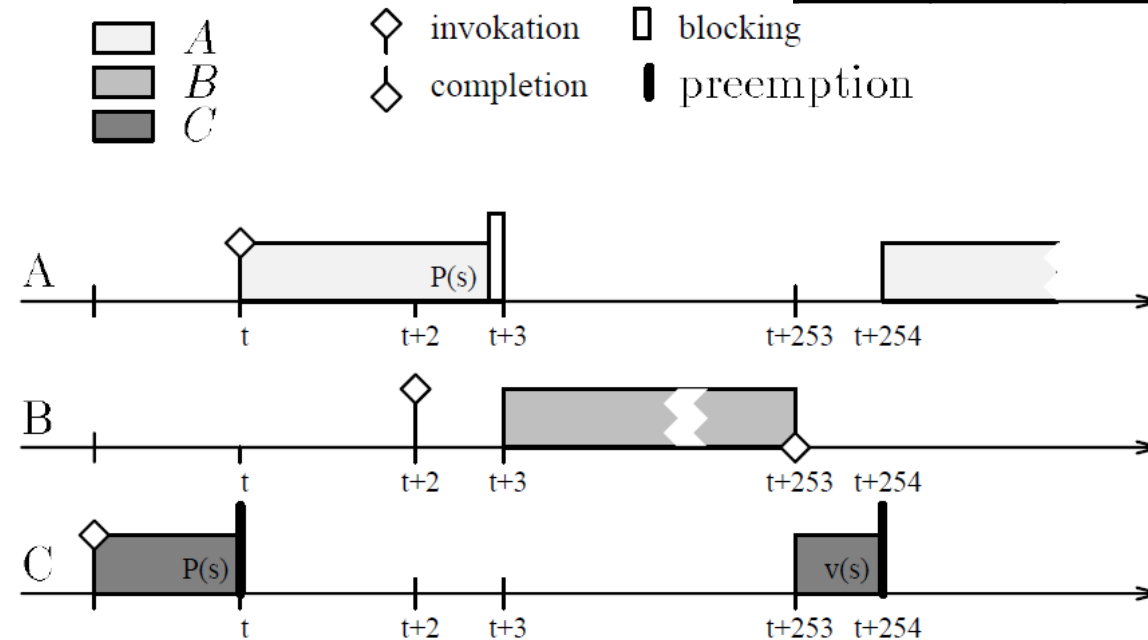 A invokation blocking
B completion preemption
C
A P(s)
t t+2 t+3 t+253 t+254
B
t t+2 t+3 t+253 t+254
C P(s) v(s)
t t+2 t+3 t+253 t+254